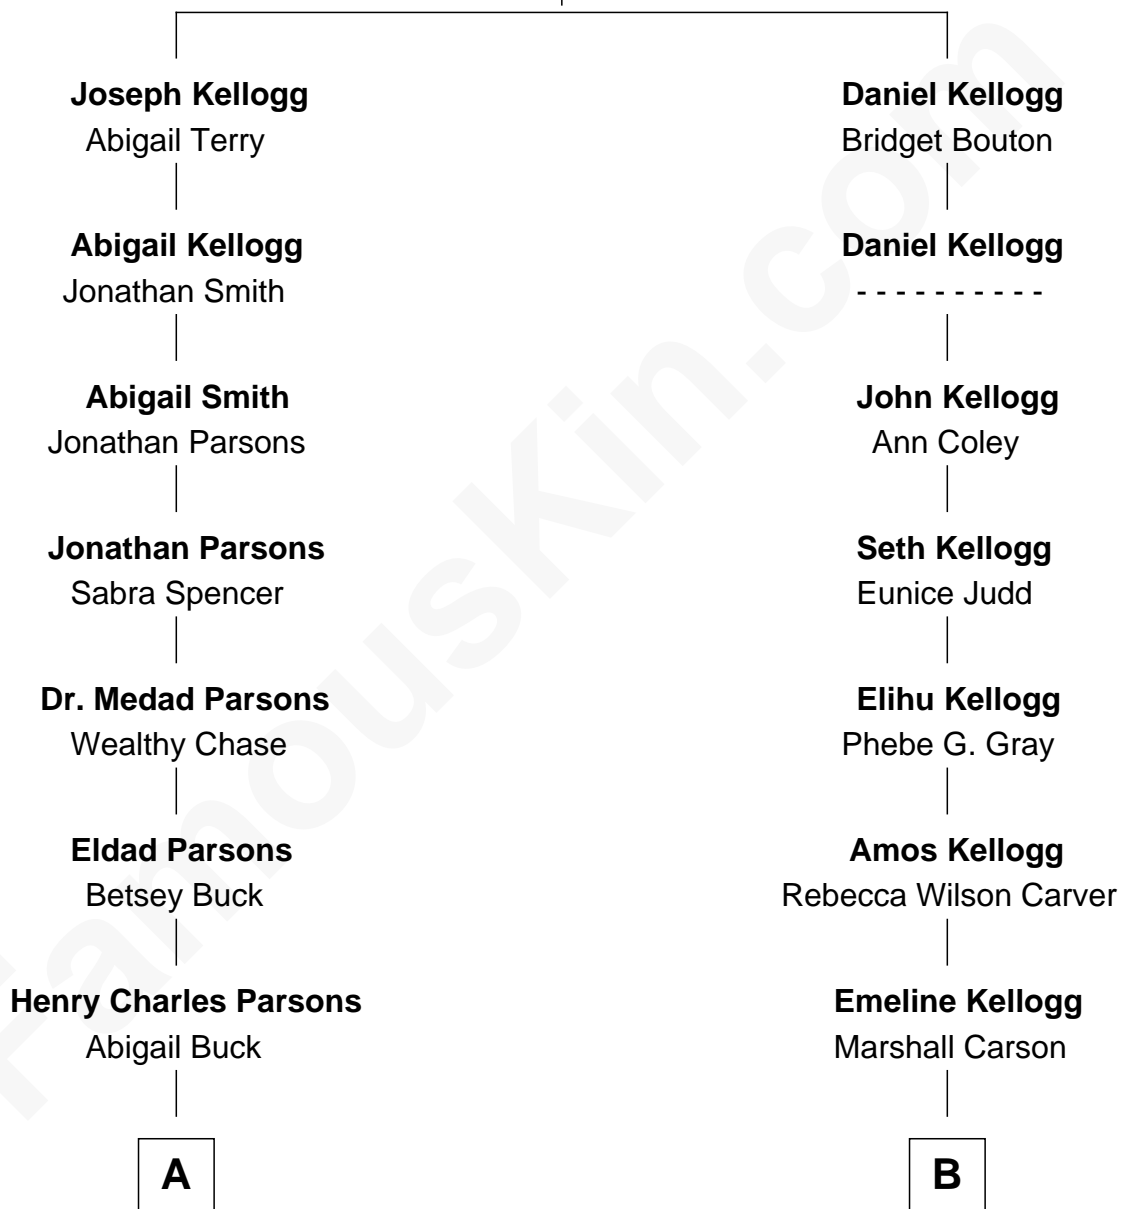 Joseph Kellogg
Abigail Terry
Abigail Kellogg
Jonathan Smith
Abigail Smith
Jonathan Parsons
Jonathan Parsons
Sabra Spencer
Dr. Medad Parsons
Wealthy Chase
Eldad Parsons
Betsey Buck
Henry Charles Parsons
Abigail Buck
A
Daniel Kellogg
Bridget Bouton
Daniel Kellogg
- - - - - - - - - -
John Kellogg
Ann Coley
Seth Kellogg
Eunice Judd
Elihu Kellogg
Phebe G. Gray
Amos Kellogg
Rebecca Wilson Carver
Emeline Kellogg
Marshall Carson
B
FamousKin.com